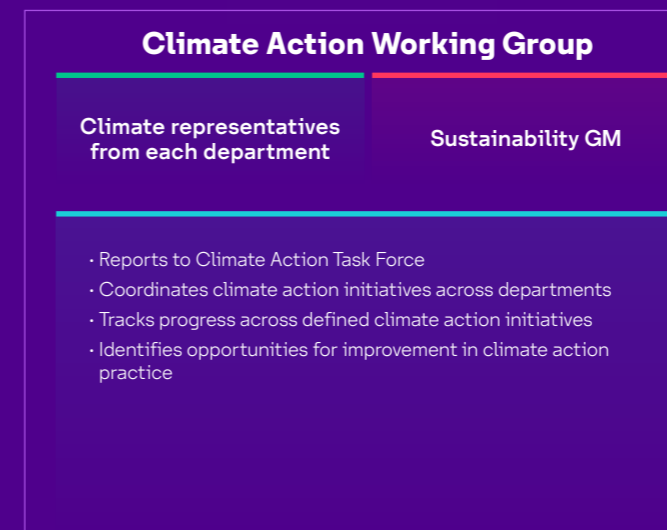 Climate Action Working Group
Climate representatives
from each department
Sustainability GM
· Reports to Climate Action Task Force
· Coordinates climate action initiatives across departments
· Tracks progress across defined climate action initiatives
· Identifies opportunities for improvement in climate action
practice